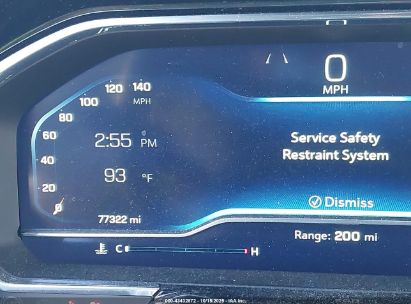 0
MPH
120 140
100
MPH
80
60
40
20
0
2:55 PM
93 °F
77322 mi
Service Safety
Restraint System
Dismiss
Range: 200 mi
C H